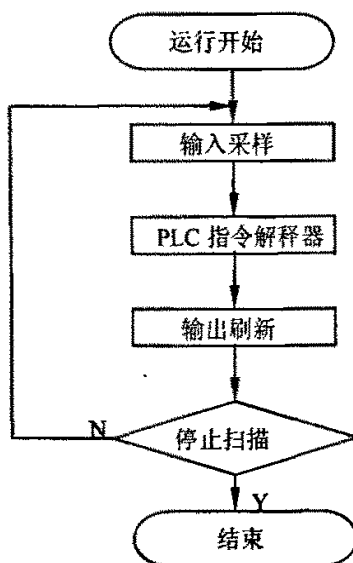 运行开始
输入采样
PLC 指令解释器
输出刷新
停止扫描
N
Y
结束